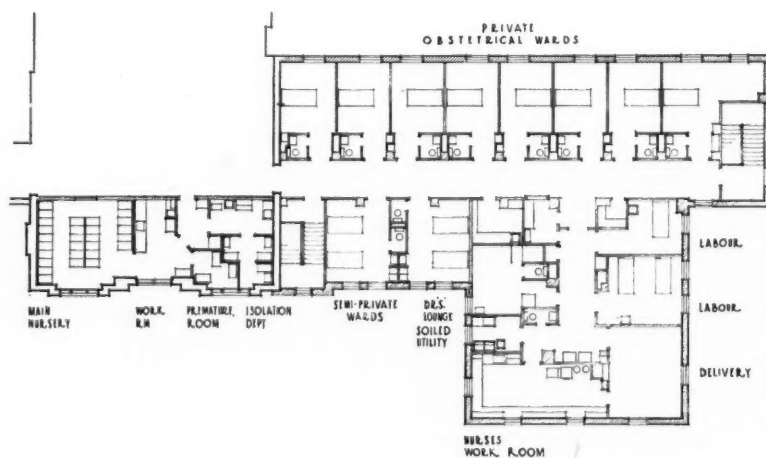 PRIVATE
OBSTETRICAL WARDS
LABOUR
LABOUR
DELIVERY
MAIN
NURSERY
WORK
RM
PREMATURE
ROOM
ISOLATION
DEPT
SEMI-PRIVATE
WARDS
DR.S.
LOUNGE
SOILED
UTILITY
NURSES
WORK ROOM